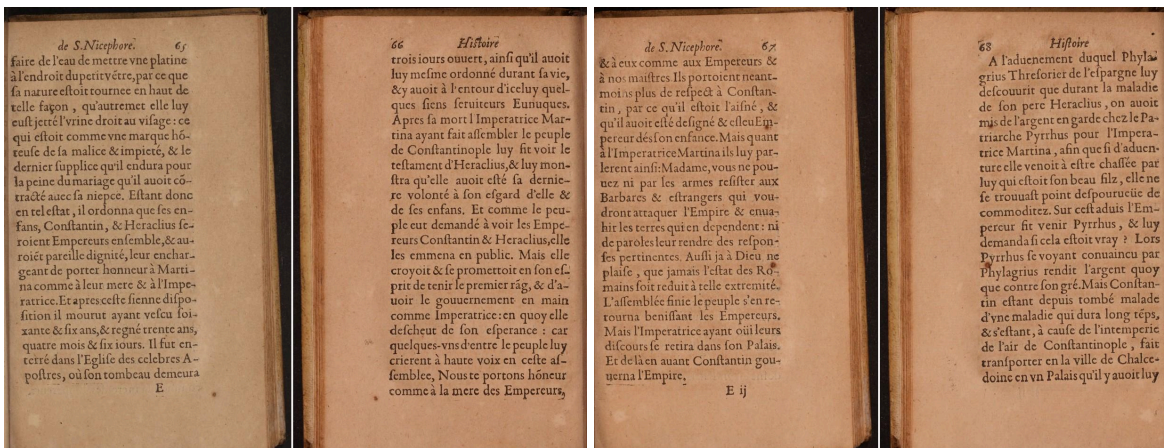 de S. Nicephore. 65
faire de l'eau de mettre vne platine
à l'endroit du petit vētre, par ce que
sa nature estoit tournee en haut de
telle façon, qu'autremẽt elle luy
eust jetté l'vrine droit au visage : ce
qui estoit comme vne marque hõ-
teuse de sa malice & impieté, & le
dernier supplice qu'il endura pour
la peine du mariage qu'il auoit cõ-
tracté auec sa niepce. Estant donc
en tel estat, il ordonna que ses en-
fans, Constantin, & Heraclius se-
roient Empereurs ensemble, & au-
roiēt pareille dignité, leur enchar-
geant de porter honneur à Marti-
na comme à leur mere & à l'Impe-
ratrice. Et apres ceste sienne dispo-
sition il mourut ayant vescu soi-
xante & six ans, & regné trente ans,
quatre mois & six iours. Il fut en-
terré dans l'Eglise des celebres A-
postres, où son tombeau demeura
E
66 Histoire
trois iours ouuert, ainsi qu'il auoit
luy mesme ordonné durant sa vie,
& y auoit à l'entour d'iceluy quel-
ques siens seruiteurs Eunuques.
Apres sa mort l Imperatrice Mar-
tina ayant fait assembler le peuple
de Constantinople luy fit voir le
testament d'Heraclius, & luy mon-
stra qu'elle auoit esté sa dernie-
re volonté à son esgard d'elle &
de ses enfans. Et comme le peu-
ple eut demandé à voir les Empe-
reurs Constantin & Heraclius, elle
les emmena en public. Mais elle
croyoit & se promettoit en son es-
prit de tenir le premier rãg, & d'a-
uoir le gouuernement en main
comme Imperatrice : en quoy elle
descheut de son esperance : car
quelques-vns d'entre le peuple luy
crierent à haute voix en ceste as-
semblee, Nous te portons hõneur
comme à la mere des Empereurs,
de S. Nicephore. 67
& à eux comme aux Empereurs &
à nos maistres. Ils portoient neant-
moins plus de respect à Constan-
tin, par ce qu'il estoit l'aisné, &
qu'il auoit esté designé & esleu Em-
pereur dés son enfance. Mais quant
à l'Imperatrice Martina ils luy par-
lerent ainsi : Madame, vous ne pou-
uez ni par les armes resister aux
Barbares & estrangers qui vou-
dront attaquer l'Empire & enua-
hir les terres qui en dependent : ni
de paroles leur rendre des respon-
ses pertinentes. Aussi ja à Dieu ne
plaise, que jamais l'estat des Ro-
mains soit reduit à telle extremité.
L'assemblée finie le peuple s'en re-
tourna benissant les Empereurs.
Mais l'Imperatrice ayant oüi leurs
discours se retira dans son Palais.
Et de là en auant Constantin gou-
uerna l'Empire.
E ij
68 Histoire
A l'aduenement duquel Phyla-
grius Thresorier de l'espargne luy
descouurit que durant la maladie
de son pere Heraclius, on auoit
mis de l'argent en garde chez le Pa-
triarche Pyrrhus pour l'Impera-
trice Martina, afin que si d'auen-
ture elle venoit à estre chassée par
luy qui estoit son beau filz, elle ne
se trouuast point despourueüe de
commoditez. Sur cest aduis l'Em-
pereur fit venir Pyrrhus, & luy
demanda si cela estoit vray ? Lors
Pyrrhus se voyant conuaincu par
Phylagrius rendit l'argent quoy
que contre son gré. Mais Constan-
tin estant depuis tombé malade
d'vne maladie qui dura long tẽps,
& s'estant, à cause de l'intemperie
de l'air de Constantinople, fait
transporter en la ville de Chalce-
doine en vn Palais qu'il y auoit luy